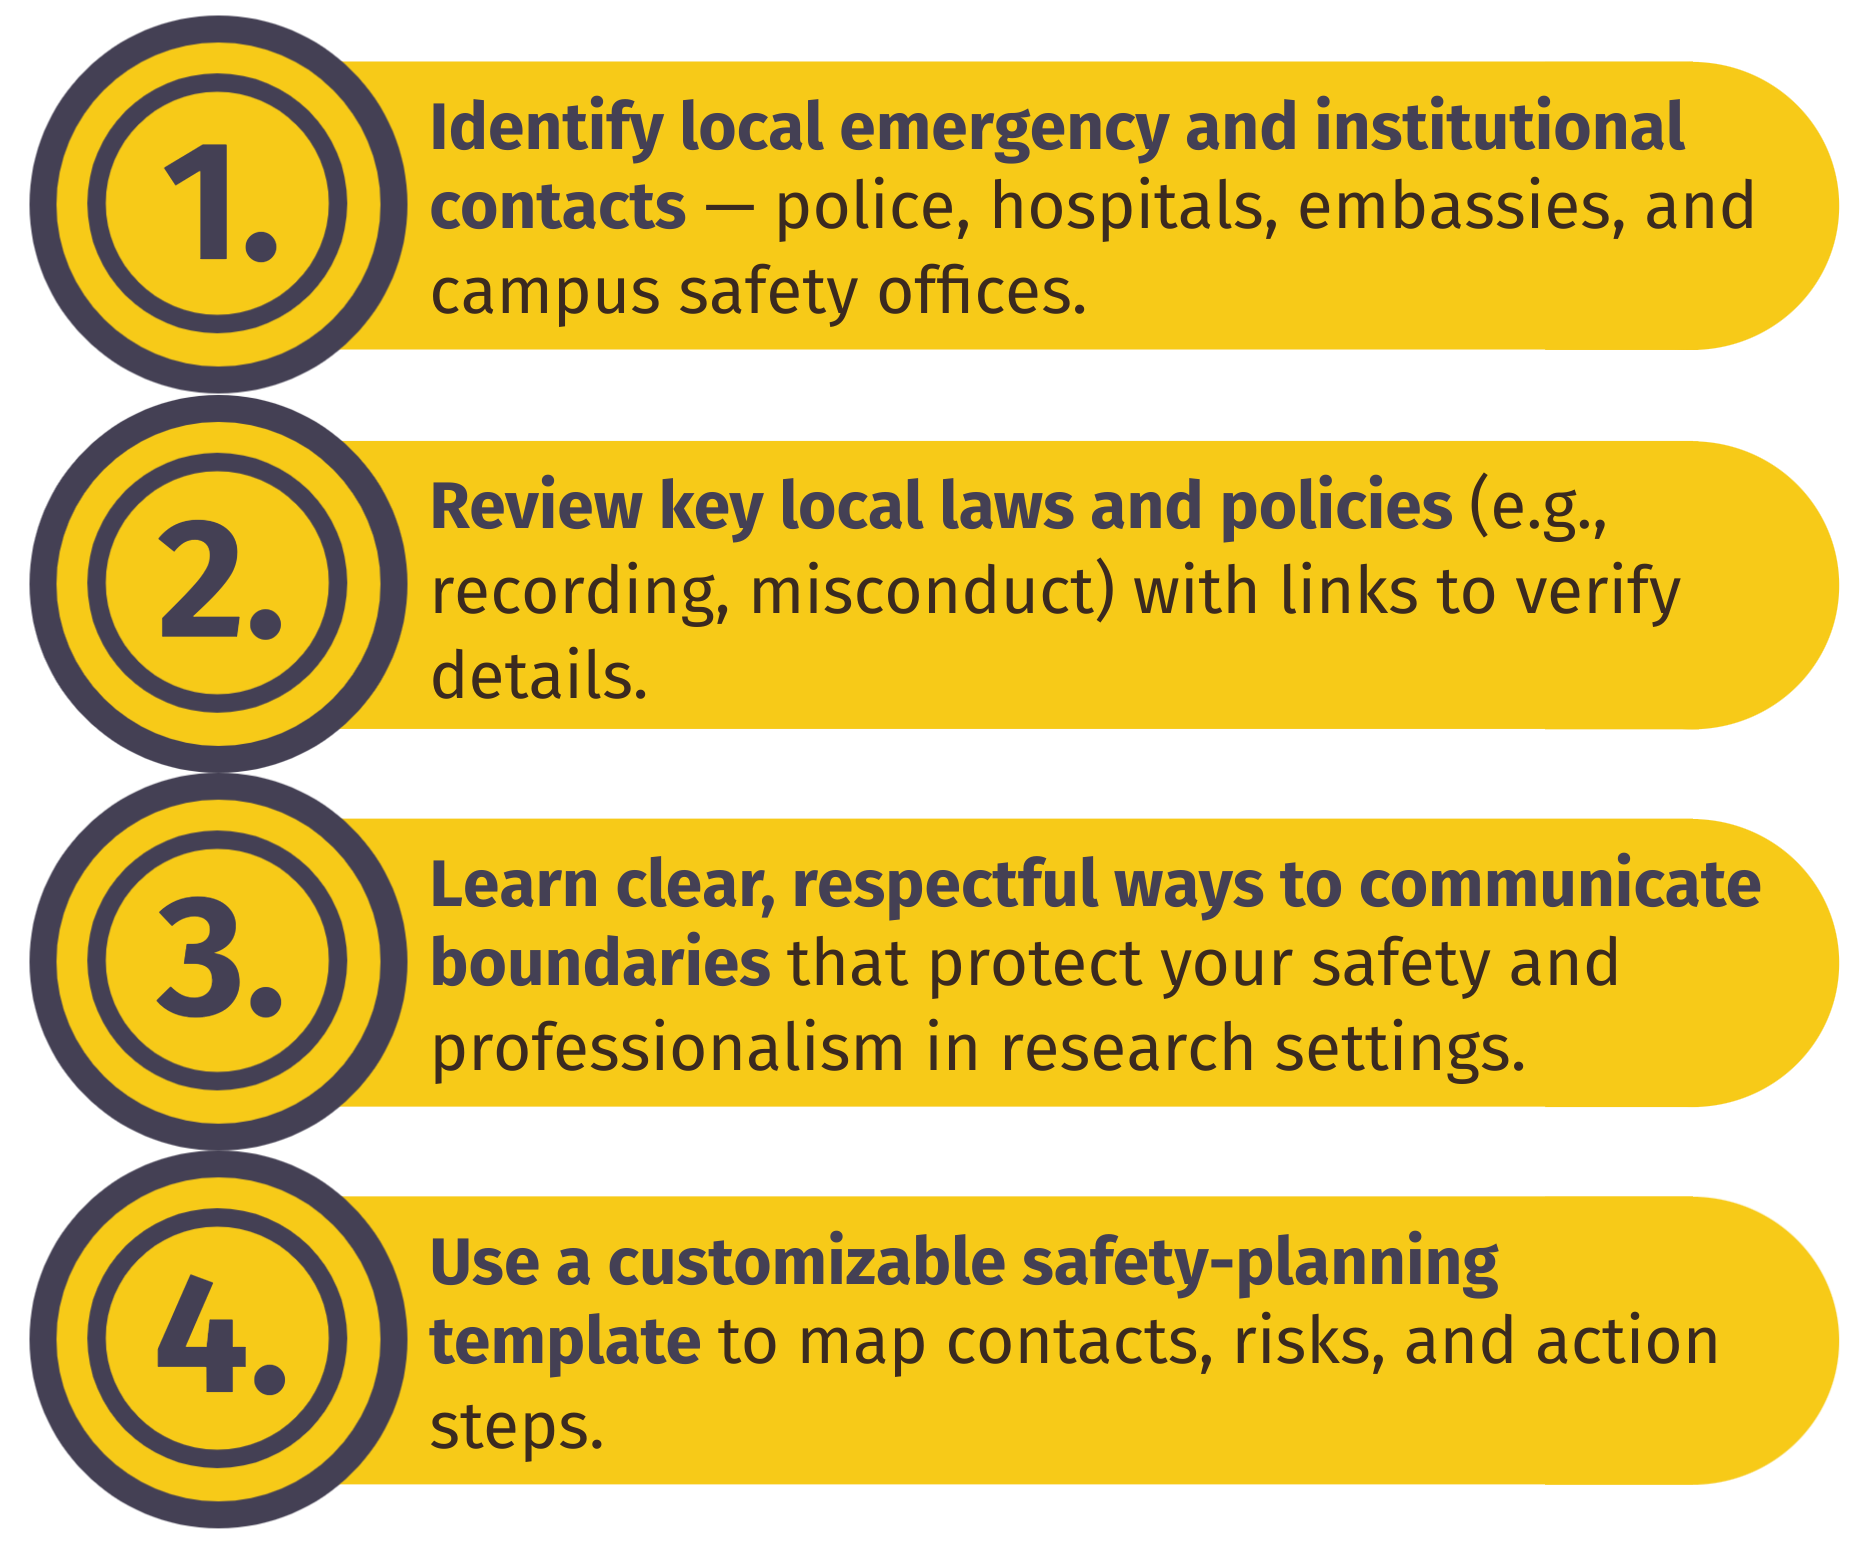 1.
Identify local emergency and institutional
contacts — police, hospitals, embassies, and
campus safety offices.
2.
Review key local laws and policies (e.g.,
recording, misconduct) with links to verify
details.
3.
Learn clear, respectful ways to communicate
boundaries that protect your safety and
professionalism in research settings.
4.
Use a customizable safety-planning
template to map contacts, risks, and action
steps.